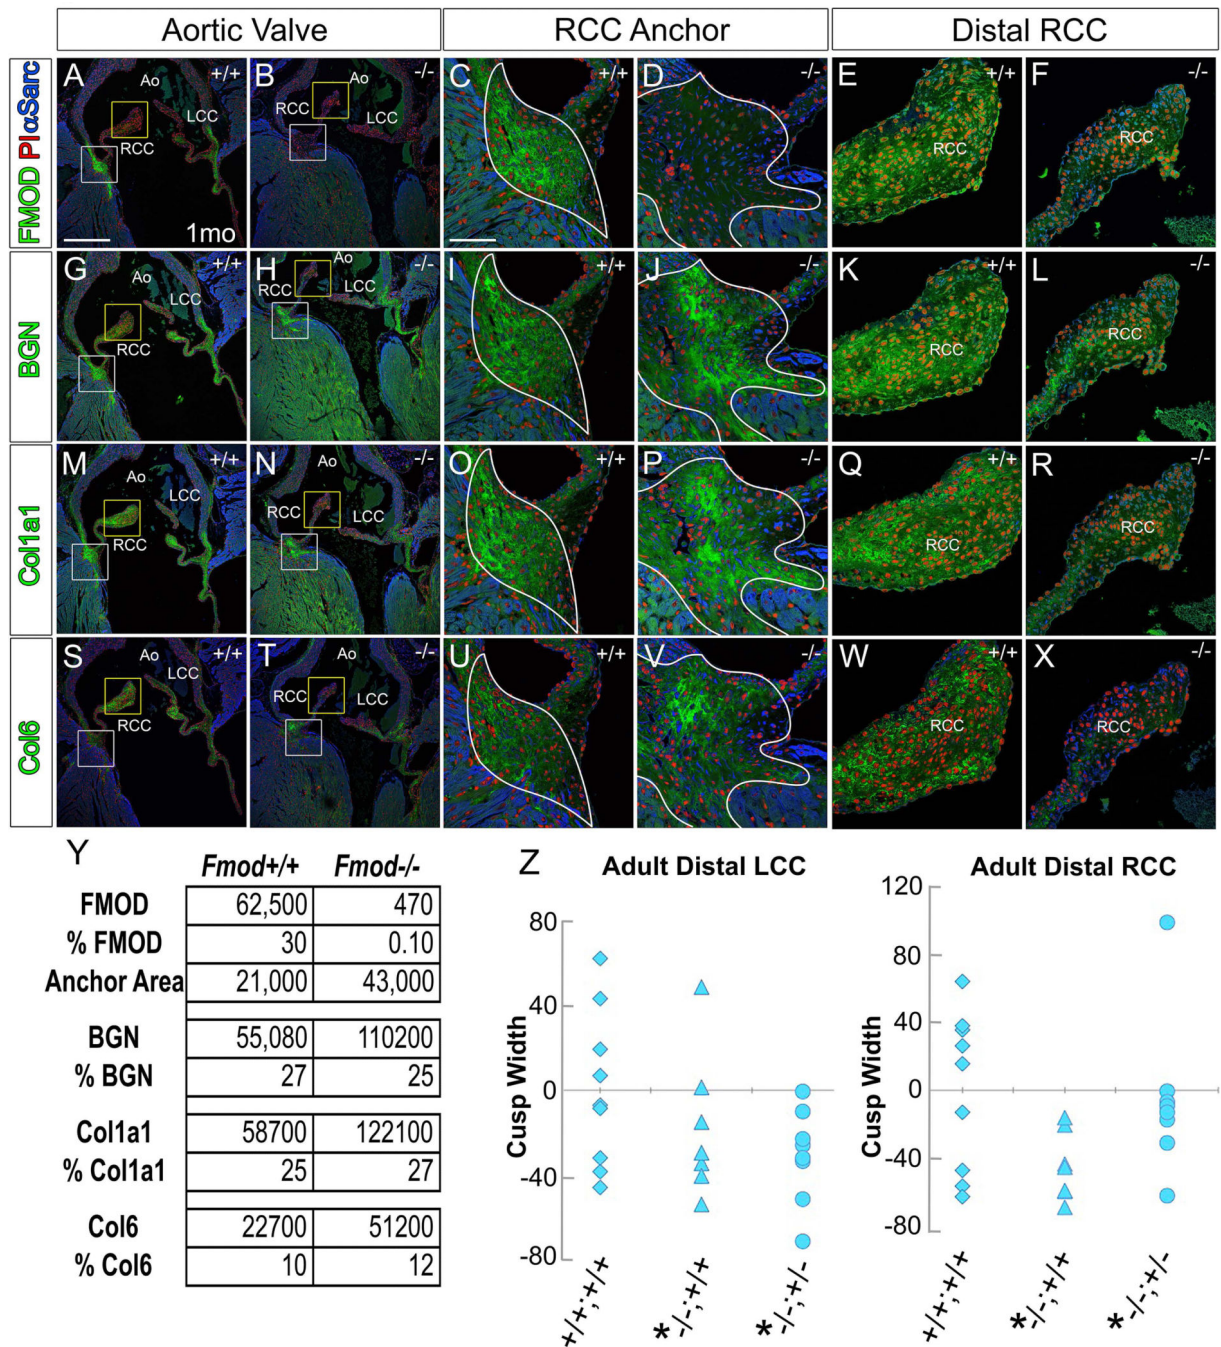 Aortic Valve RCC Anchor Distal RCC
FMOD PI αSarc
A Ao +/+ LCC RCC 1mo
B Ao -/- RCC LCC
C +/+
D -/-
E +/+ RCC
F -/- RCC
BGN
G +/+ Ao LCC RCC
H Ao -/- RCC LCC
I +/+
J -/-
K +/+ RCC
L -/- RCC
Col1a1
M +/+ Ao LCC RCC
N -/- Ao RCC LCC
O +/+
P -/-
Q +/+ RCC
R -/- RCC
Col6
S +/+ Ao LCC RCC
T -/- Ao RCC LCC
U +/+
V -/-
W +/+ RCC
X -/- RCC
Y
Fmod+/+ Fmod-/-
FMOD 62,500 470
% FMOD 30 0.10
Anchor Area 21,000 43,000
BGN 55,080 110200
% BGN 27 25
Col1a1 58700 122100
% Col1a1 25 27
Col6 22700 51200
% Col6 10 12
Z Adult Distal LCC
Cusp Width
80
40
0
-40
-80
+/+;+/+ *-/-;+/+ *-/-;+/-
Adult Distal RCC
Cusp Width
120
80
40
0
-40
-80
+/+;+/+ *-/-;+/+ *-/-;+/-